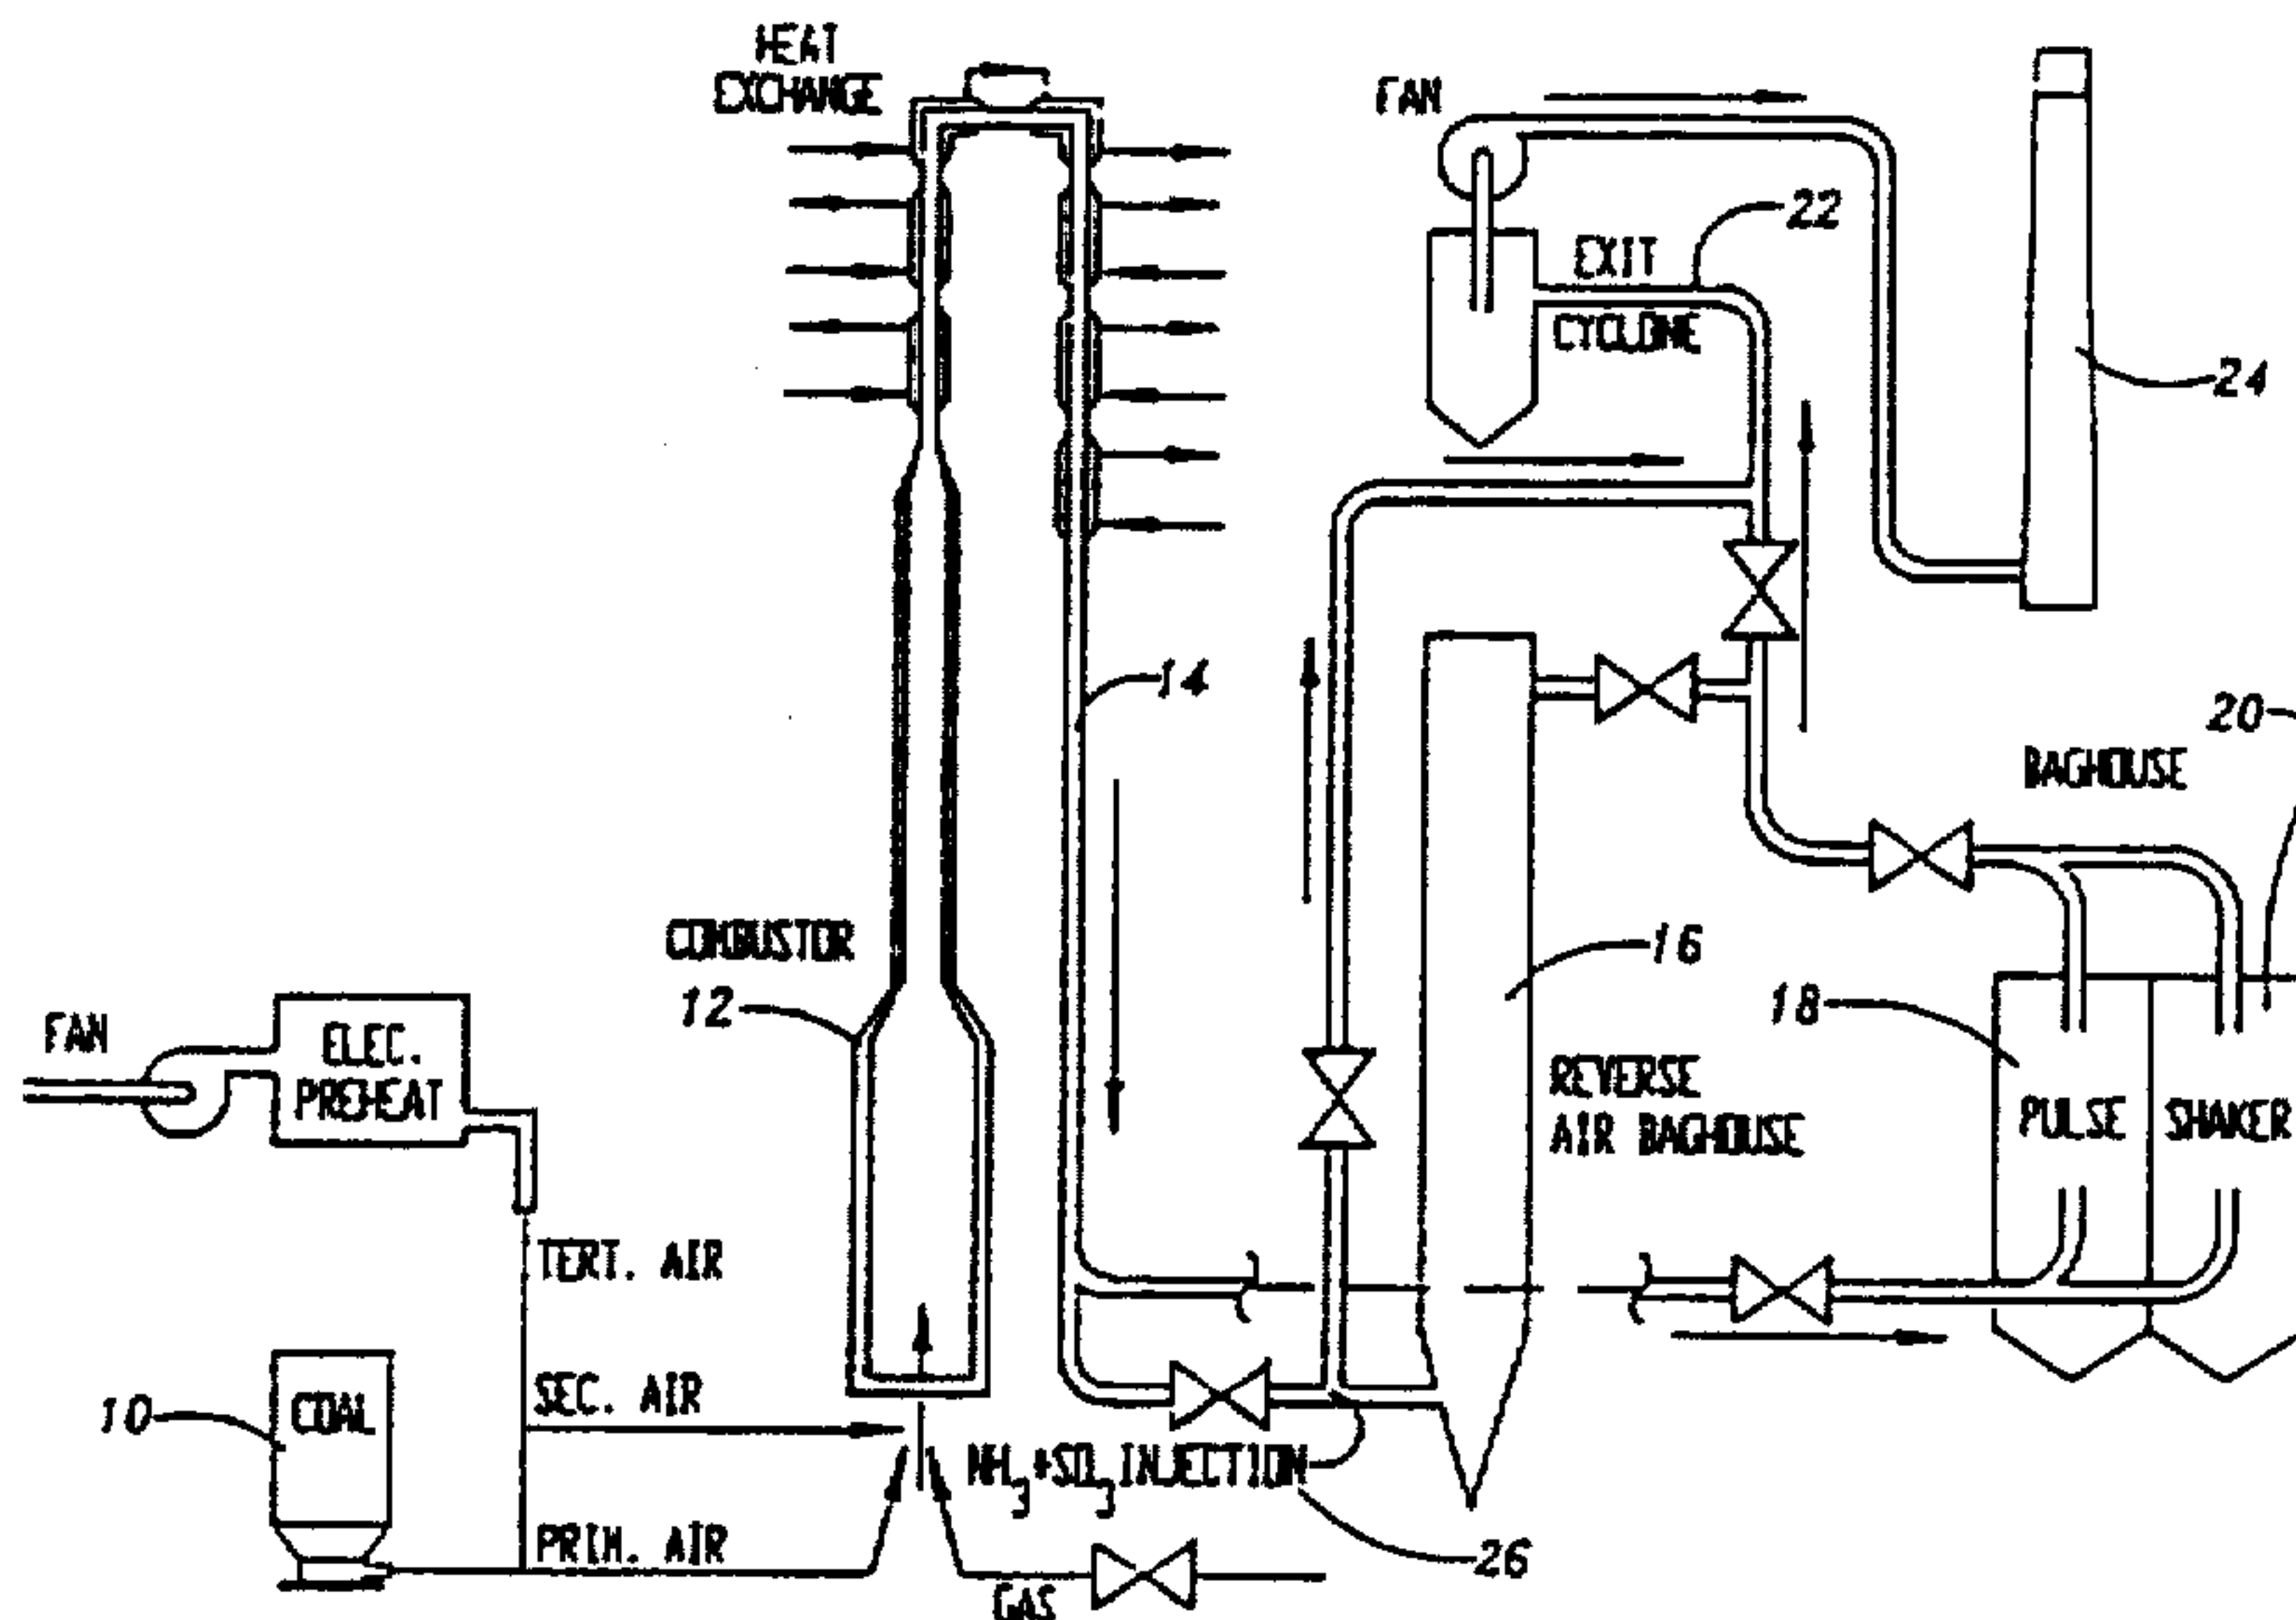 HEAT
EXCHANGE
FAN
22
EXIT
CYCLONE
24
14
20
BAGHOUSE
COMBUSTOR
12
16
18
FAN
ELEC.
PREHEAT
REVERSE
AIR BAGHOUSE
PULSE
SHAKER
TERT. AIR
SEC. AIR
10
COAL
NH3+SO3 INJECTION
PRIM. AIR
26
GAS